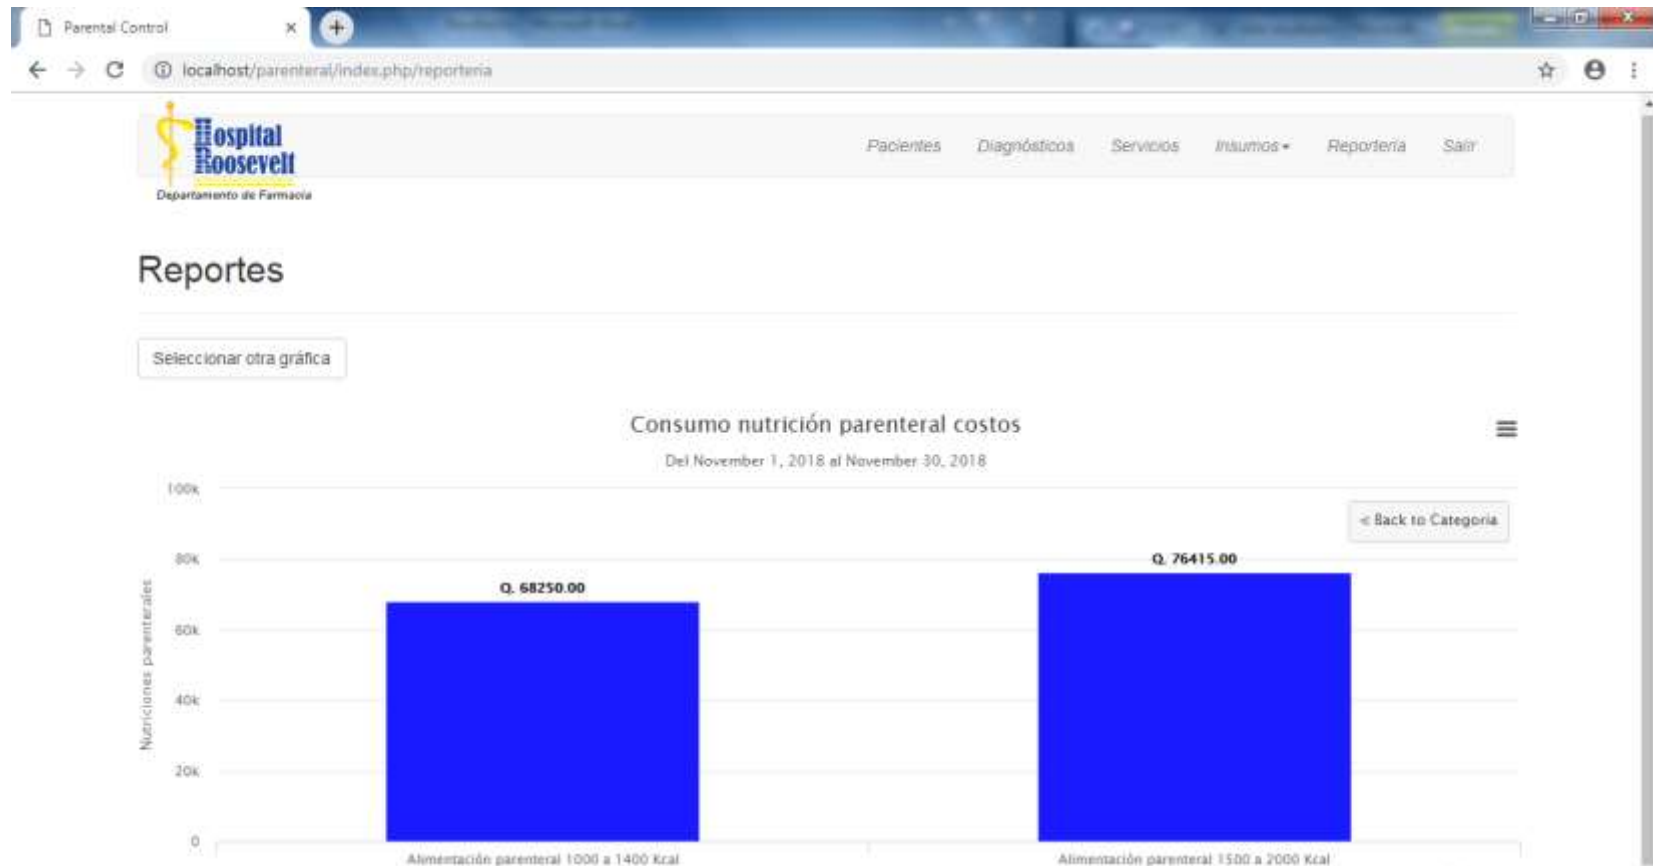 Parental Control
localhost/parenteral/index.php/reporteria
Hospital
Roosevelt
Departamento de Farmacia
Pacientes Diagnósticos Servicios Insumos Reportería Salir
Reportes
Seleccionar otra gráfica
Consumo nutrición parenteral costos
Del November 1, 2018 al November 30, 2018
< Back to Categoria
Nutriciones parenterales
100k
80k
60k
40k
20k
0
Q. 68250.00
Q. 76415.00
Alimentación parenteral 1000 a 1400 Kcal
Alimentación parenteral 1500 a 2000 Kcal